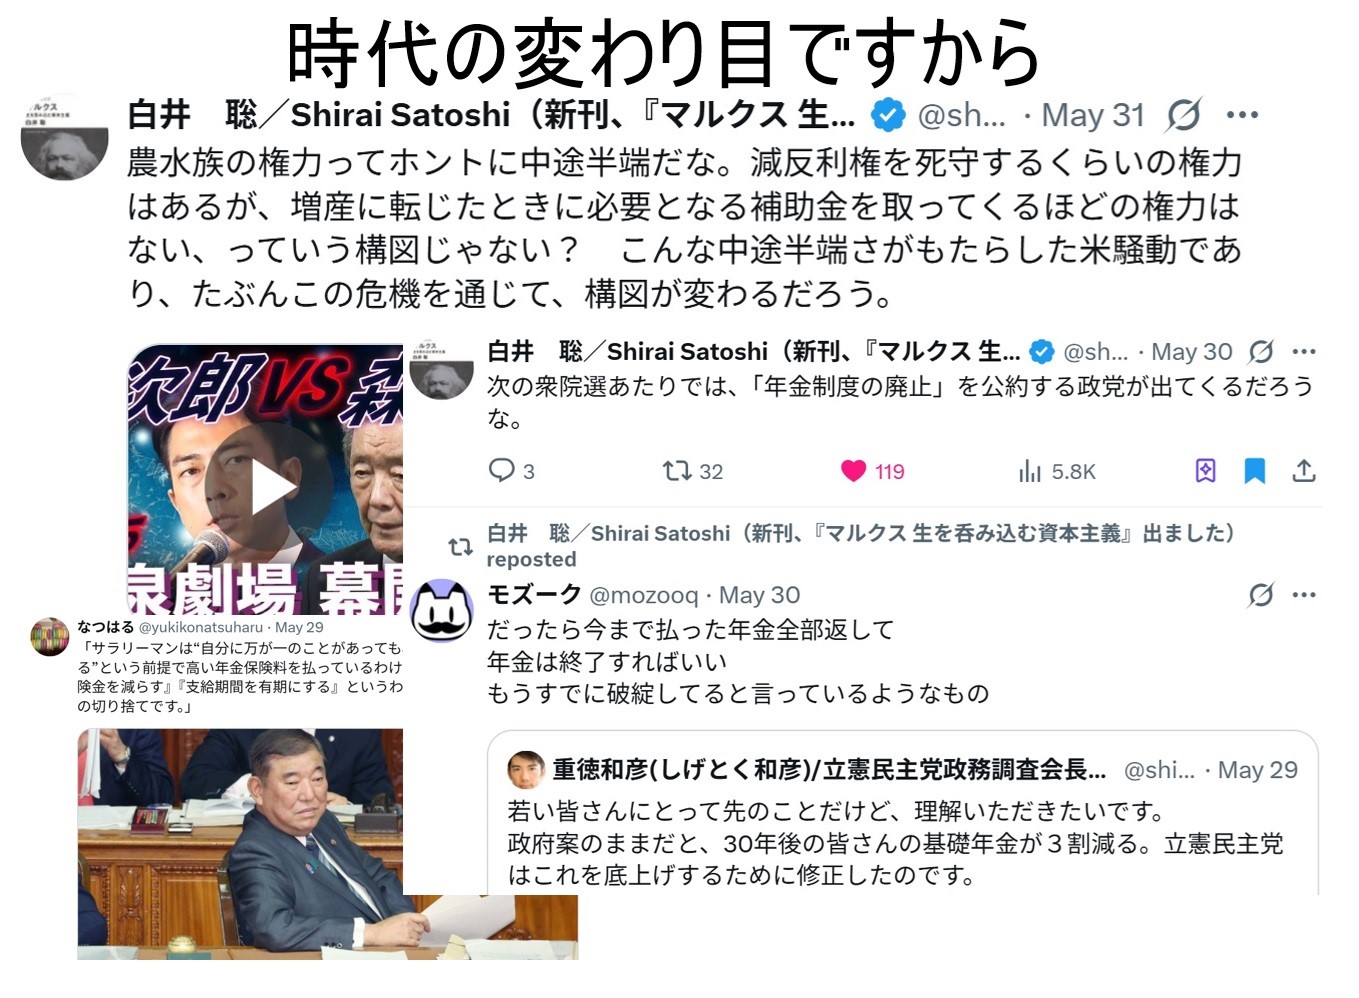 時代の変わり目ですから
白井　聡／Shirai Satoshi（新刊、『マルクス 生... @sh... · May 31
農水族の権力ってホントに中途半端だな。減反利権を死守するくらいの権力
はあるが、増産に転じたときに必要となる補助金を取ってくるほどの権力は
ない、っていう構図じゃない？　こんな中途半端さがもたらした米騒動であ
り、たぶんこの危機を通じて、構図が変わるだろう。
次郎 VS 森
泉劇場 幕開
白井　聡／Shirai Satoshi（新刊、『マルクス 生... @sh... · May 30
次の衆院選あたりでは、「年金制度の廃止」を公約する政党が出てくるだろう
な。
3 32 119 5.8K
白井　聡／Shirai Satoshi（新刊、『マルクス 生を呑み込む資本主義』出ました）
reposted
モズーク @mozooq · May 30
だったら今まで払った年金全部返して
年金は終了すればいい
もうすでに破綻してると言っているようなもの
重徳和彦(しげとく和彦)/立憲民主党政務調査会長... @shi... · May 29
若い皆さんにとって先のことだけど、理解いただきたいです。
政府案のままだと、30年後の皆さんの基礎年金が３割減る。立憲民主党
はこれを底上げするために修正したのです。
なつはる @yukikonatsuharu · May 29
「サラリーマンは“自分に万が一のことがあっても
る”という前提で高い年金保険料を払っているわけ
険金を減らす』『支給期間を有期にする』というわ
の切り捨てです。」